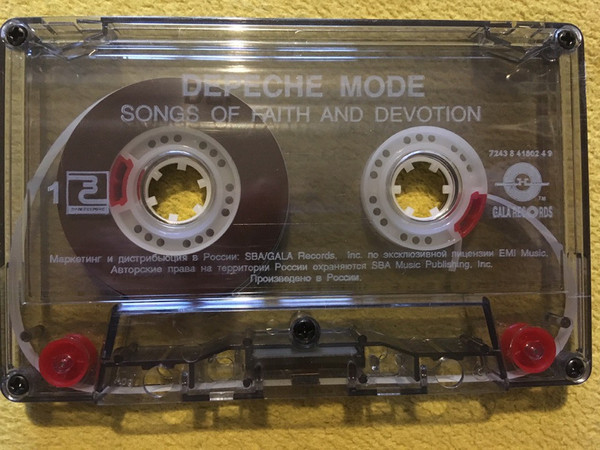 DEPECHE MODE
SONGS OF FAITH AND DEVOTION
7243 8 41802 4 9
1
™
GALA RECORDS
Маркетинг и дистрибьюция в России: SBA/GALA Records, Inc. по эксклюзивной лицензии EMI Music.
Авторские права на территории России охраняются SBA Music Publishing, Inc.
Произведено в России.